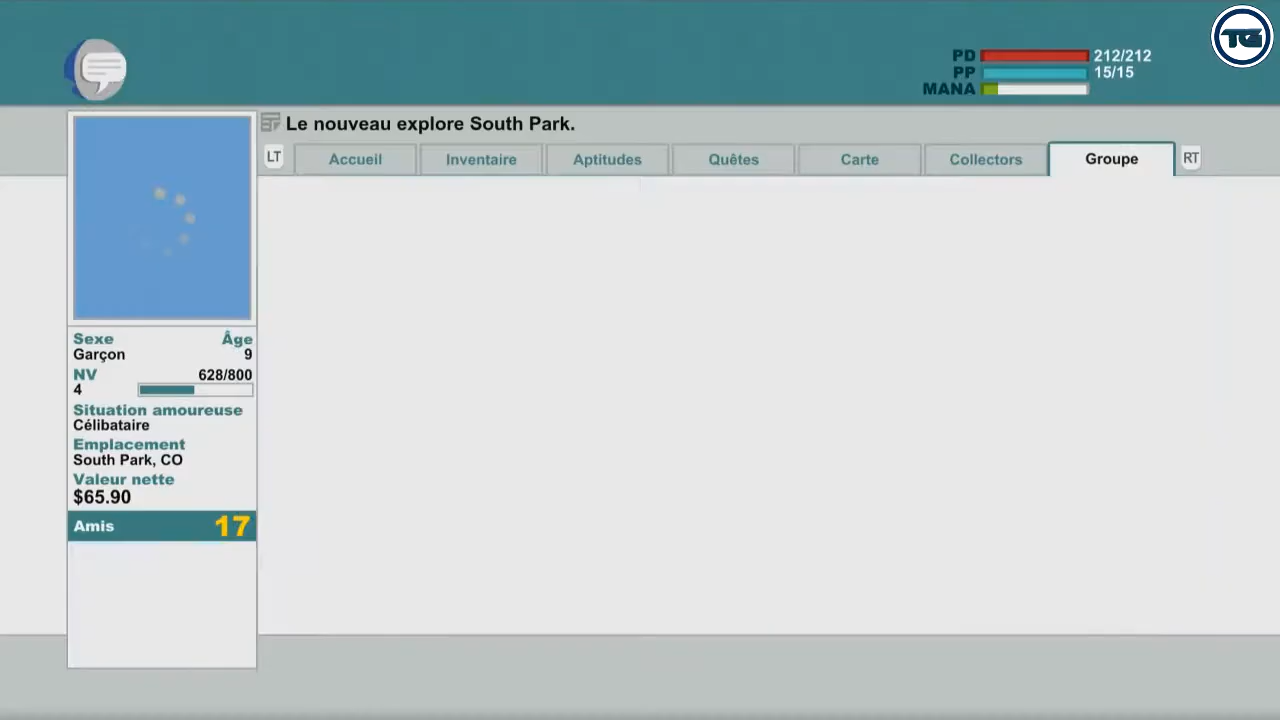 TG
PD 212/212
PP 15/15
MANA
Le nouveau explore South Park.
LT Accueil Inventaire Aptitudes Quêtes Carte Collectors Groupe RT
Sexe Âge
Garçon 9
NV 628/800
4
Situation amoureuse
Célibataire
Emplacement
South Park, CO
Valeur nette
$65.90
Amis 17